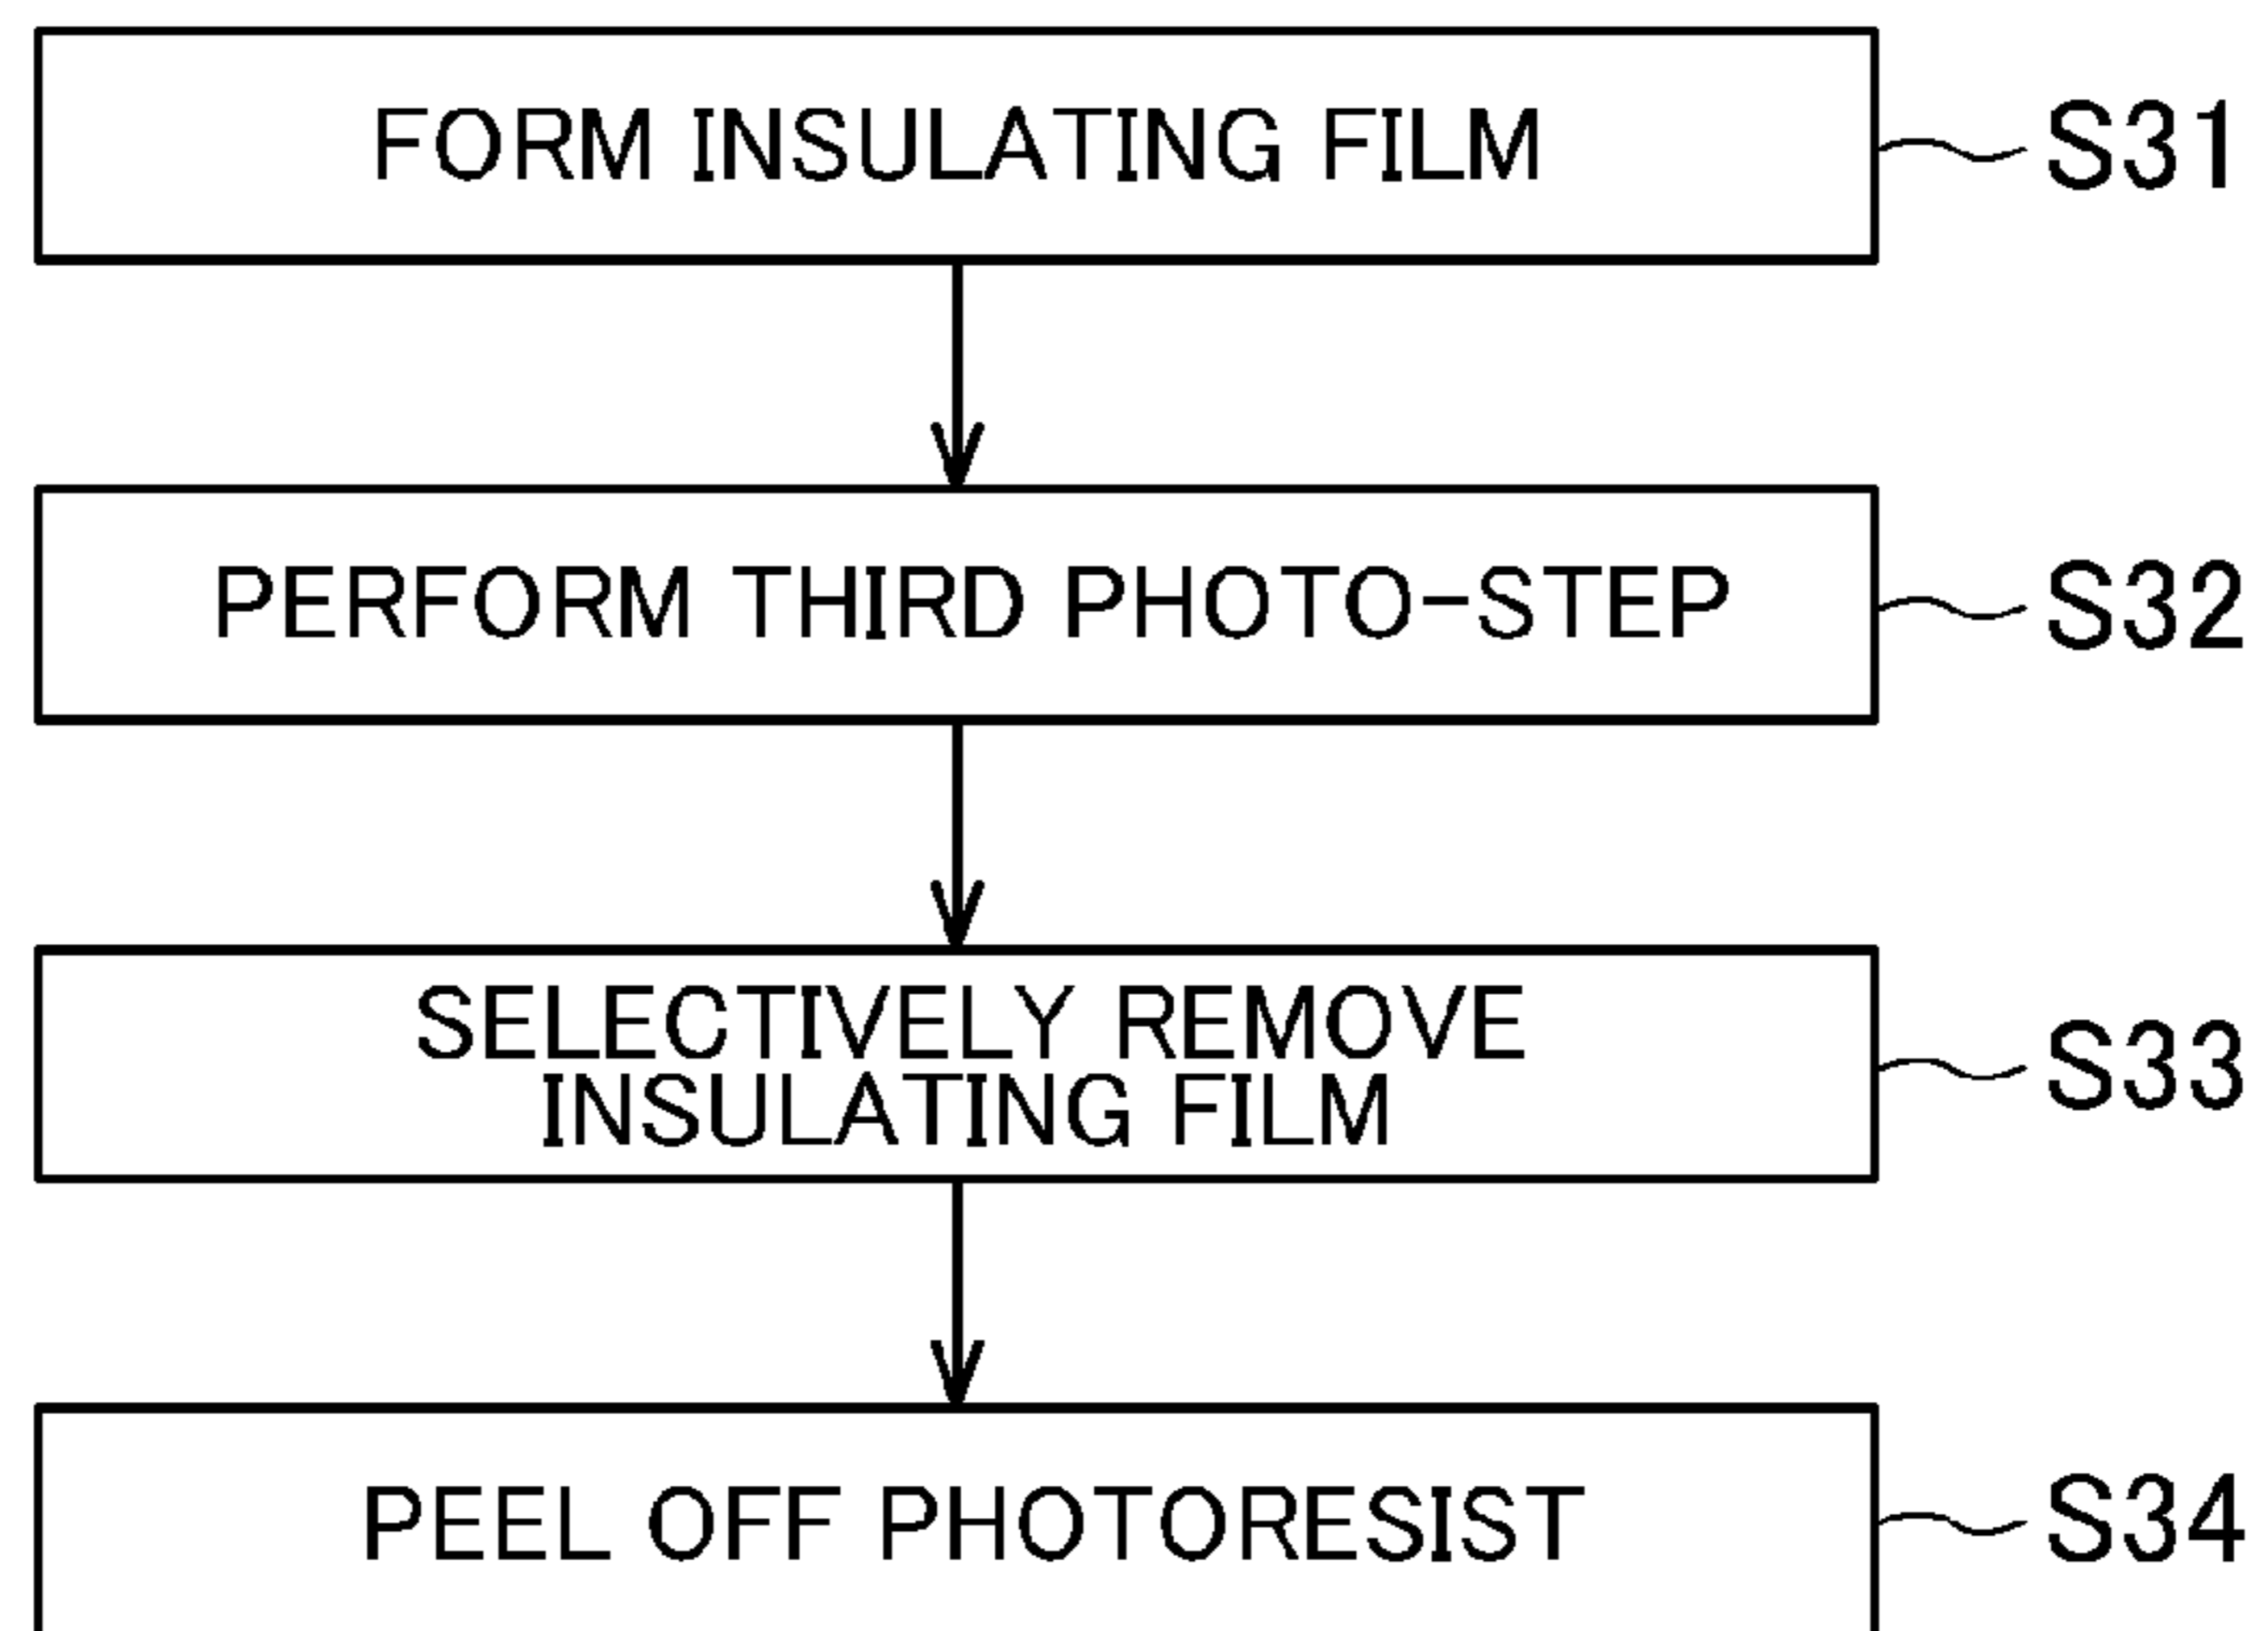 FORM INSULATING FILM S31
PERFORM THIRD PHOTO-STEP S32
SELECTIVELY REMOVE
INSULATING FILM S33
PEEL OFF PHOTORESIST S34